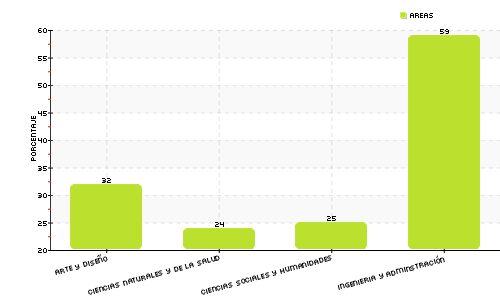 AREAS
PORCENTAJE
60
55
50
45
40
35
30
25
20
32
24
25
59
ARTE Y DISEÑO
CIENCIAS NATURALES Y DE LA SALUD
CIENCIAS SOCIALES Y HUMANIDADES
INGENIERIA Y ADMINSTRACIÓN